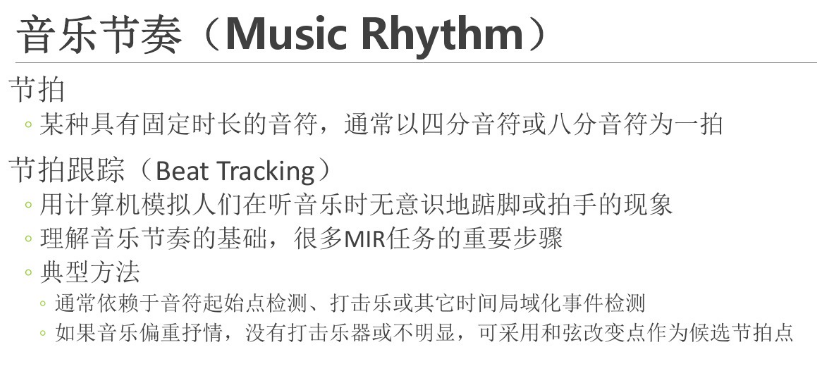 音乐节奏（Music Rhythm）
节拍
◦ 某种具有固定时长的音符，通常以四分音符或八分音符为一拍
节拍跟踪（Beat Tracking）
◦ 用计算机模拟人们在听音乐时无意识地踮脚或拍手的现象
◦ 理解音乐节奏的基础，很多MIR任务的重要步骤
◦ 典型方法
◦ 通常依赖于音符起始点检测、打击乐或其它时间局域化事件检测
◦ 如果音乐偏重抒情，没有打击乐器或不明显，可采用和弦改变点作为候选节拍点